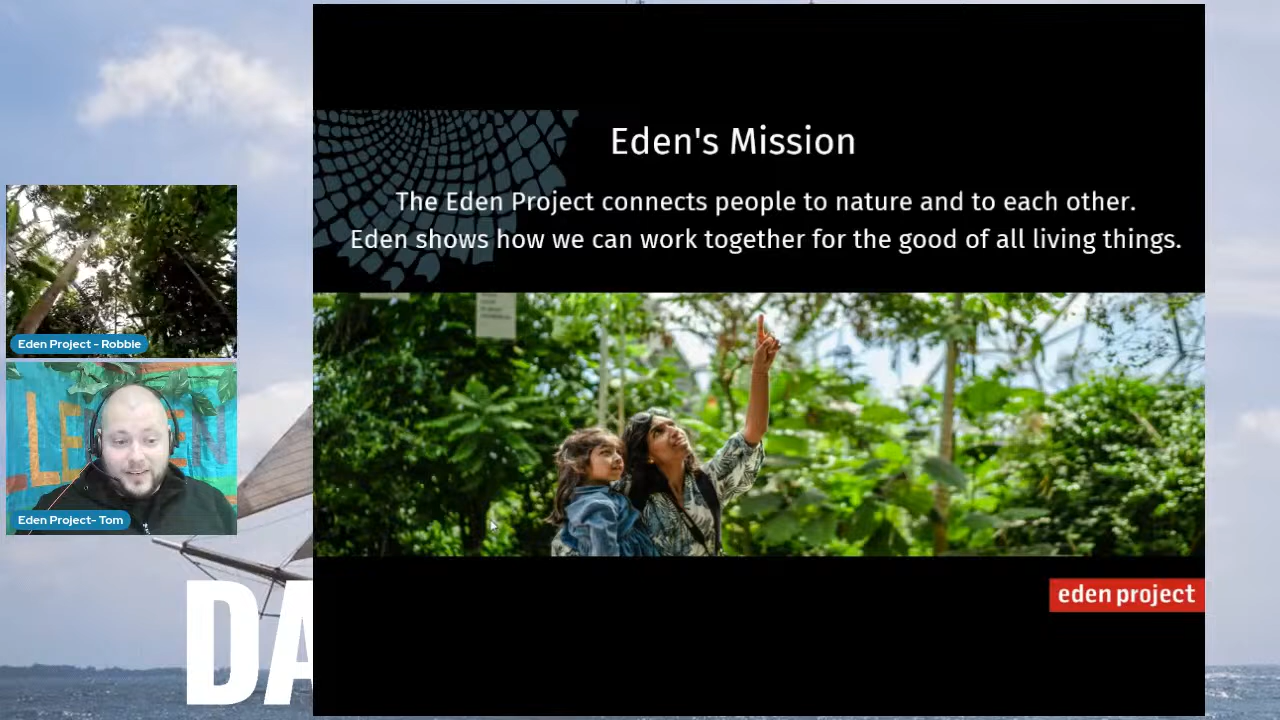 Eden's Mission
The Eden Project connects people to nature and to each other.
Eden shows how we can work together for the good of all living things.
Eden Project - Robbie
Eden Project- Tom
eden project
DA